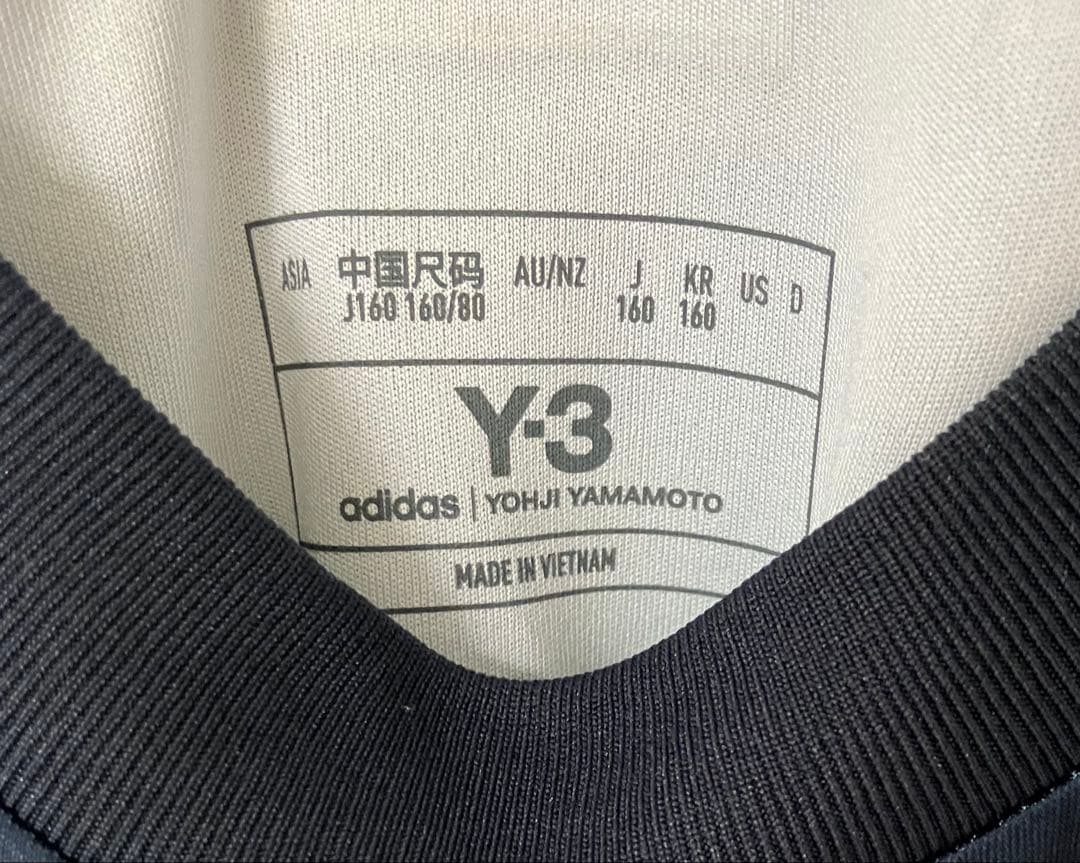 ASIA 中国尺码 AU/NZ J KR US D
J160 160/80 160 160
Y-3
adidas | YOHJI YAMAMOTO
MADE IN VIETNAM